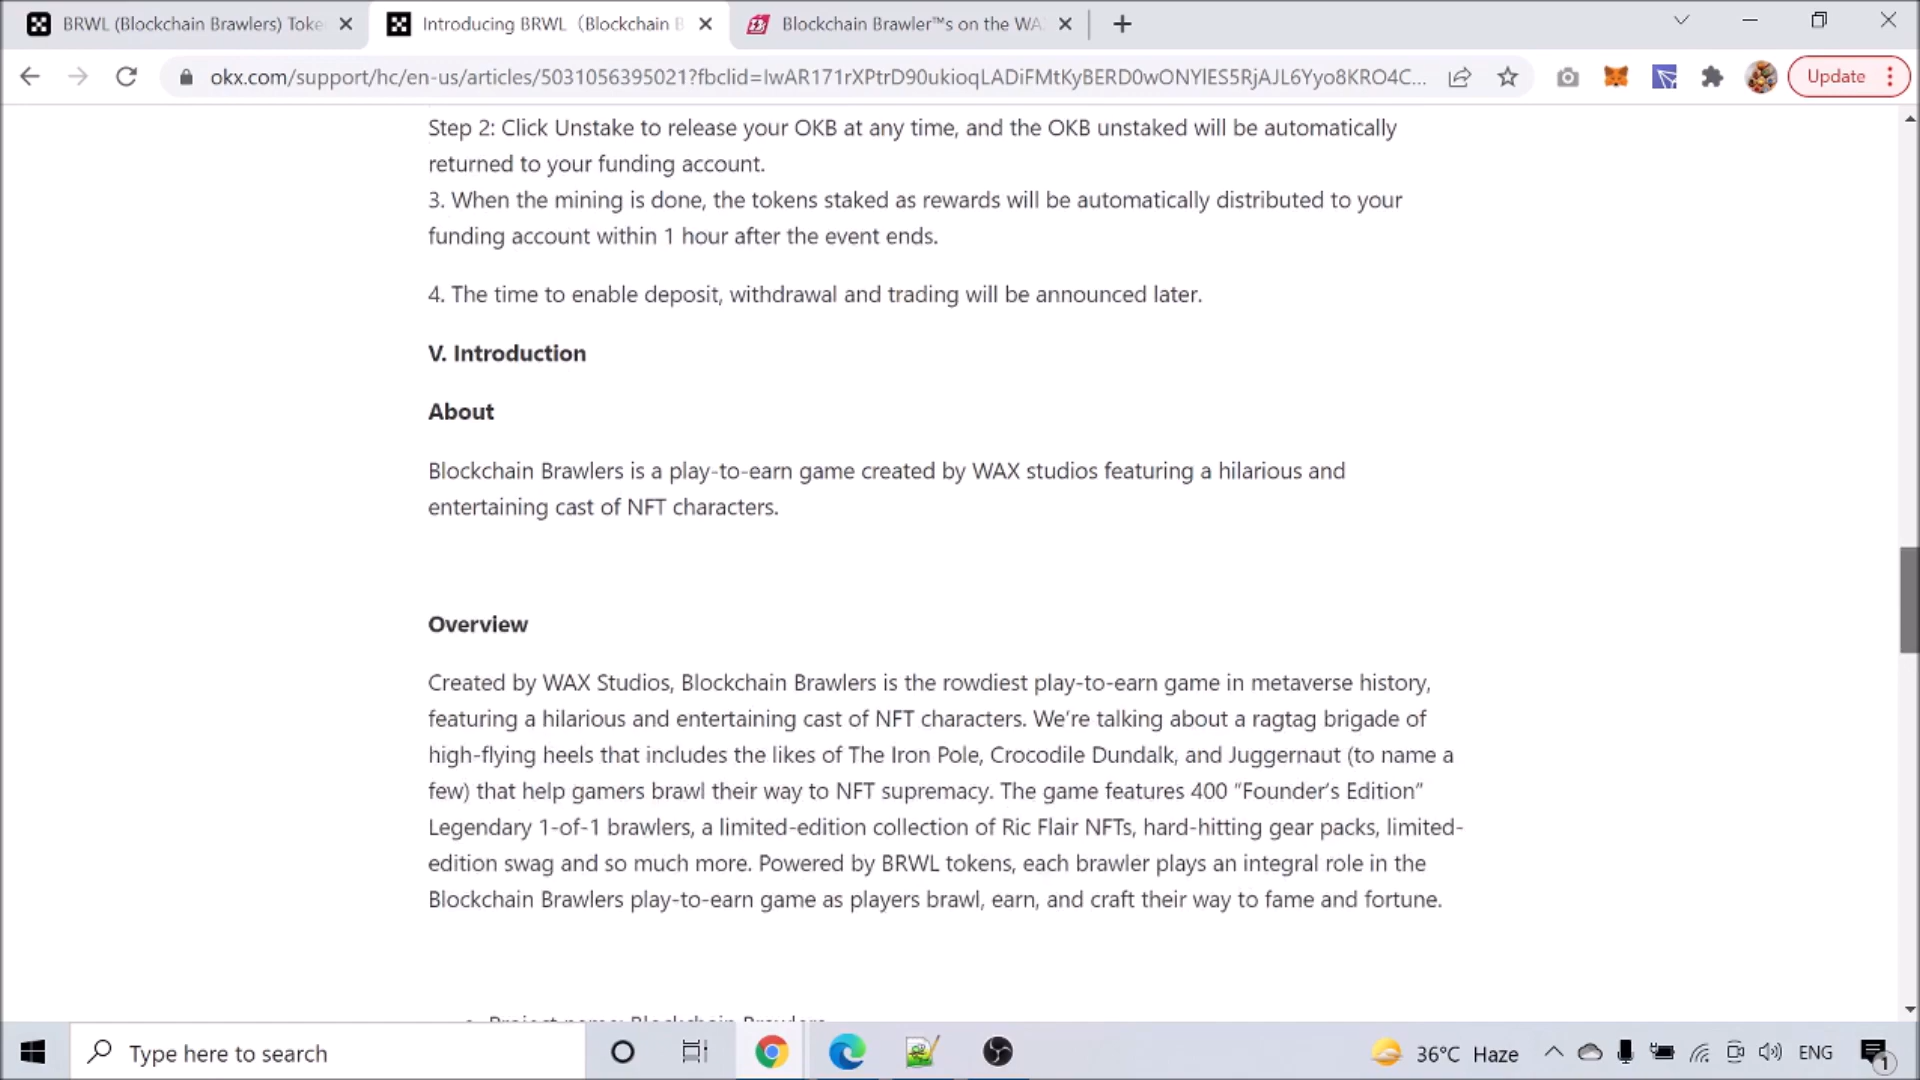 BRWL (Blockchain Brawlers) Toke
Introducing BRWL（Blockchain B
Blockchain Brawler™s on the WA
okx.com/support/hc/en-us/articles/5031056395021?fbclid=IwAR171rXPtrD90ukioqLADiFMtKyBERD0wONYlES5RjAJL6Yyo8KRO4C...
Update
Step 2: Click Unstake to release your OKB at any time, and the OKB unstaked will be automatically
returned to your funding account.
3. When the mining is done, the tokens staked as rewards will be automatically distributed to your
funding account within 1 hour after the event ends.
4. The time to enable deposit, withdrawal and trading will be announced later.
V. Introduction
About
Blockchain Brawlers is a play-to-earn game created by WAX studios featuring a hilarious and
entertaining cast of NFT characters.
Overview
Created by WAX Studios, Blockchain Brawlers is the rowdiest play-to-earn game in metaverse history,
featuring a hilarious and entertaining cast of NFT characters. We’re talking about a ragtag brigade of
high-flying heels that includes the likes of The Iron Pole, Crocodile Dundalk, and Juggernaut (to name a
few) that help gamers brawl their way to NFT supremacy. The game features 400 “Founder’s Edition”
Legendary 1-of-1 brawlers, a limited-edition collection of Ric Flair NFTs, hard-hitting gear packs, limited-
edition swag and so much more. Powered by BRWL tokens, each brawler plays an integral role in the
Blockchain Brawlers play-to-earn game as players brawl, earn, and craft their way to fame and fortune.
Project name: Blockchain Brawlers
Type here to search
36°C Haze
ENG
1